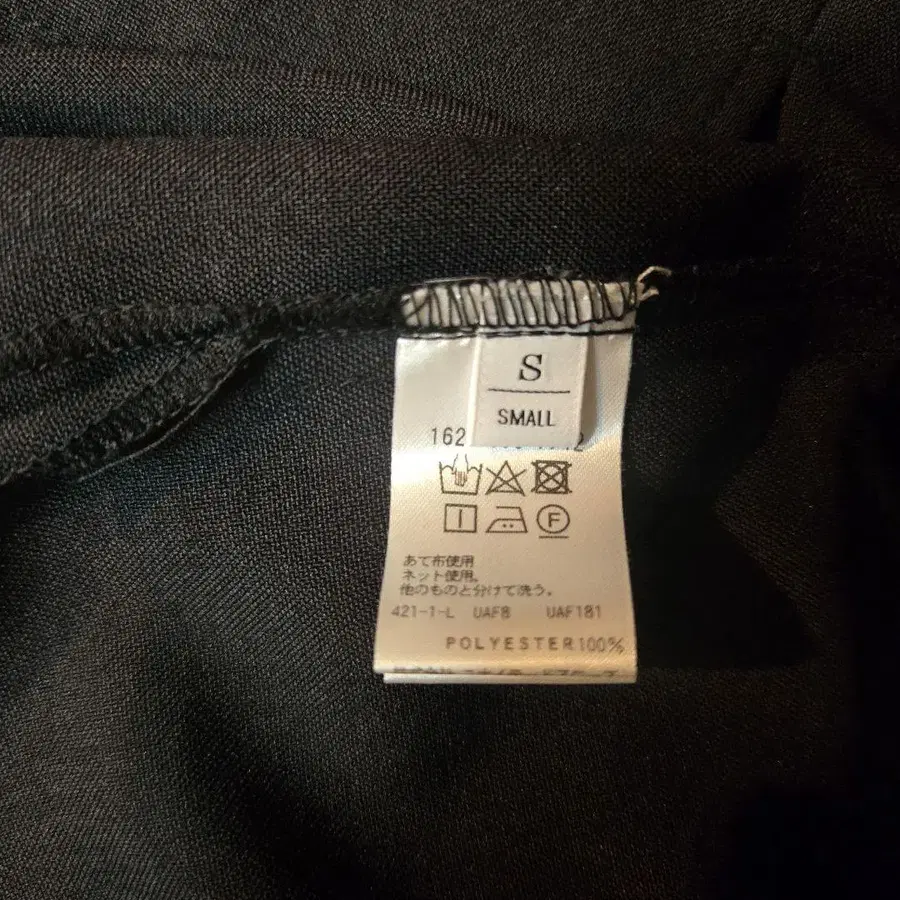 S
SMALL
162
あて布使用
ネット使用。
他のものと分けて洗う。
421-1-L UAF8 UAF181
POLYESTER100%